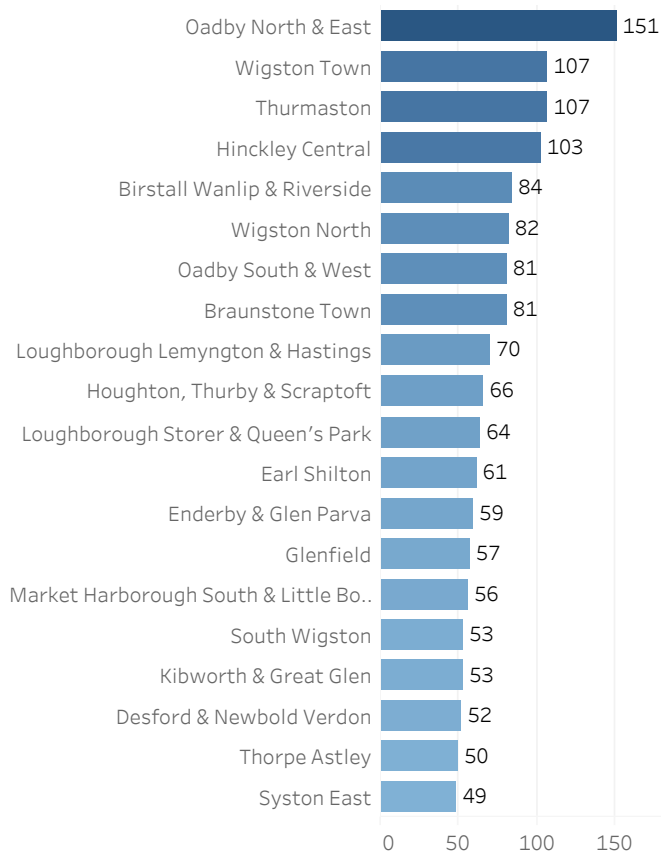 Oadby North & East 151
Wigston Town 107
Thurmaston 107
Hinckley Central 103
Birstall Wanlip & Riverside 84
Wigston North 82
Oadby South & West 81
Braunstone Town 81
Loughborough Lemyngton & Hastings 70
Houghton, Thurby & Scraptoft 66
Loughborough Storer & Queen's Park 64
Earl Shilton 61
Enderby & Glen Parva 59
Glenfield 57
Market Harborough South & Little Bo.. 56
South Wigston 53
Kibworth & Great Glen 53
Desford & Newbold Verdon 52
Thorpe Astley 50
Syston East 49
0 50 100 150